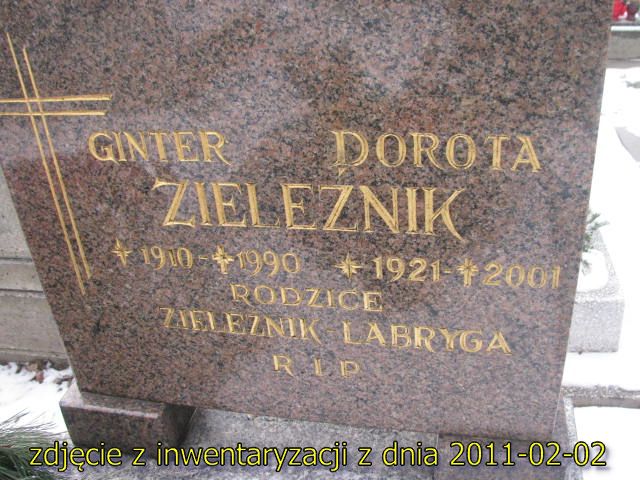 GINTER DOROTA
ZIELEŹNIK
1910 - 1990 1921 - 2001
RODZICE
ZIELEŹNIK - LABRYGA
R I P
zdjęcie z inwentaryzacji z dnia 2011-02-02